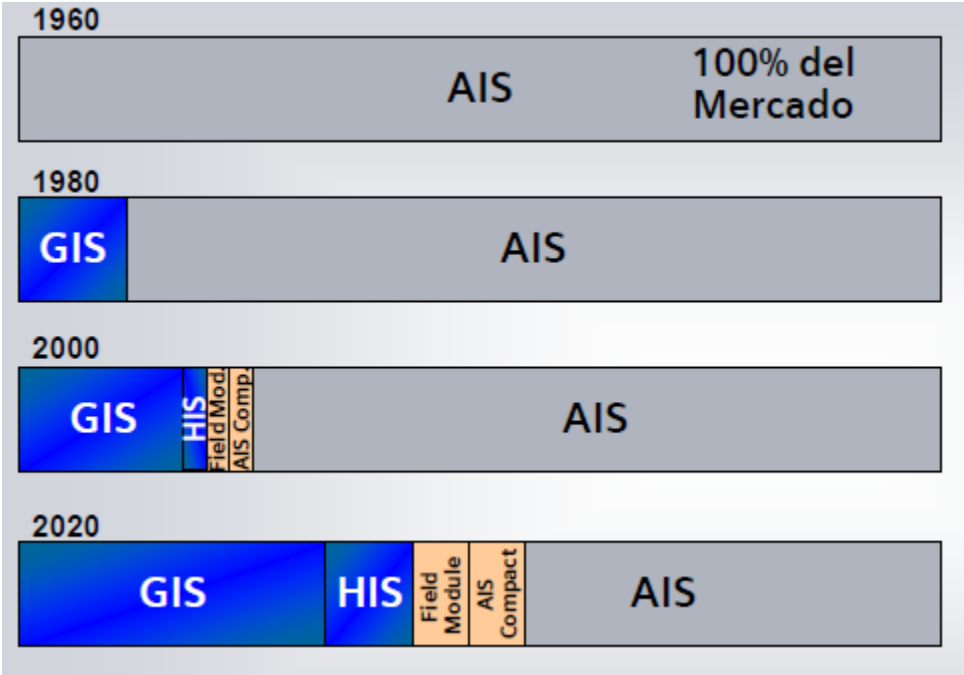 1960
AIS
100% del
Mercado
1980
GIS
AIS
2000
GIS
HIS
Field Mod.
AIS Comp.
AIS
2020
GIS
HIS
Field
Module
AIS
Compact
AIS